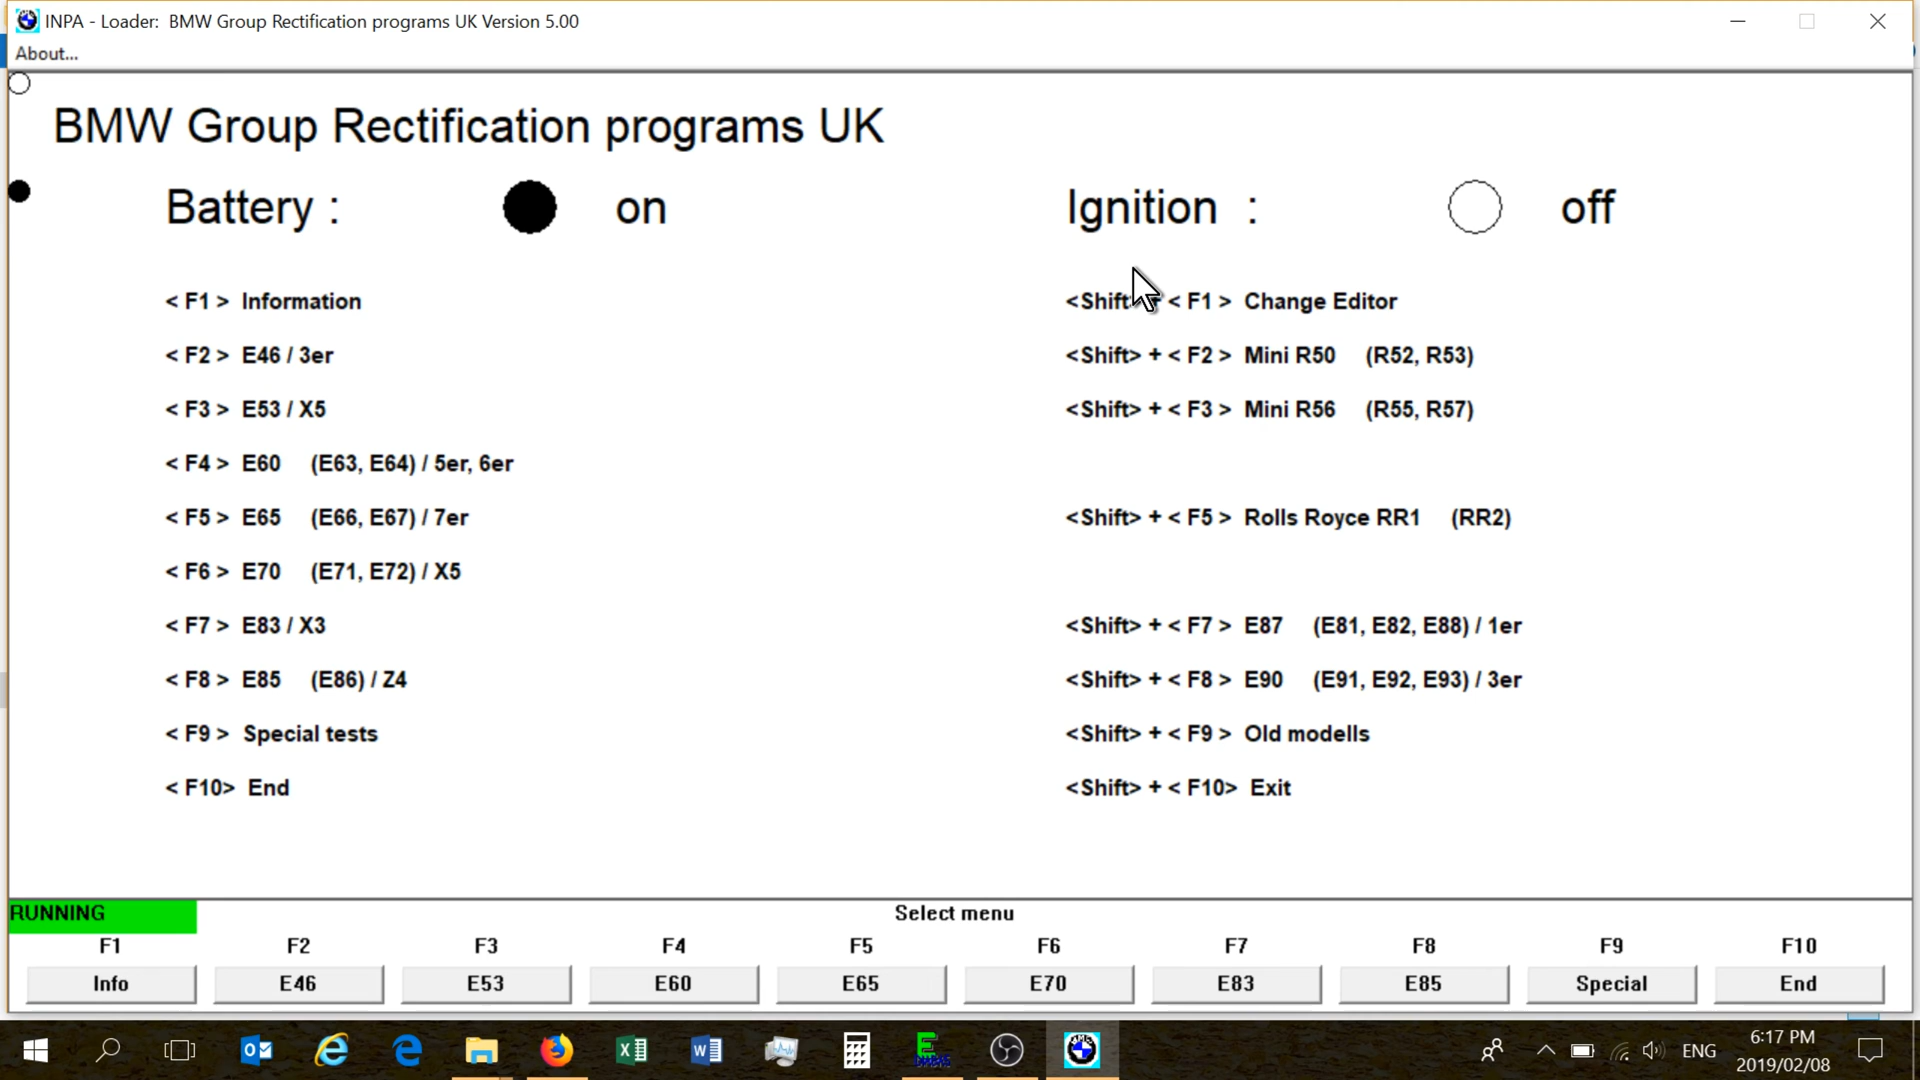 INPA - Loader: BMW Group Rectification programs UK Version 5.00
About...
BMW Group Rectification programs UK
Battery : on
Ignition : off
< F1 > Information
<Shift> + < F1 > Change Editor
< F2 > E46 / 3er
<Shift> + < F2 > Mini R50 (R52, R53)
< F3 > E53 / X5
<Shift> + < F3 > Mini R56 (R55, R57)
< F4 > E60 (E63, E64) / 5er, 6er
< F5 > E65 (E66, E67) / 7er
<Shift> + < F5 > Rolls Royce RR1 (RR2)
< F6 > E70 (E71, E72) / X5
< F7 > E83 / X3
<Shift> + < F7 > E87 (E81, E82, E88) / 1er
< F8 > E85 (E86) / Z4
<Shift> + < F8 > E90 (E91, E92, E93) / 3er
< F9 > Special tests
<Shift> + < F9 > Old modells
< F10> End
<Shift> + < F10> Exit
RUNNING
Select menu
F1 F2 F3 F4 F5 F6 F7 F8 F9 F10
Info E46 E53 E60 E65 E70 E83 E85 Special End
ENG
6:17 PM
2019/02/08